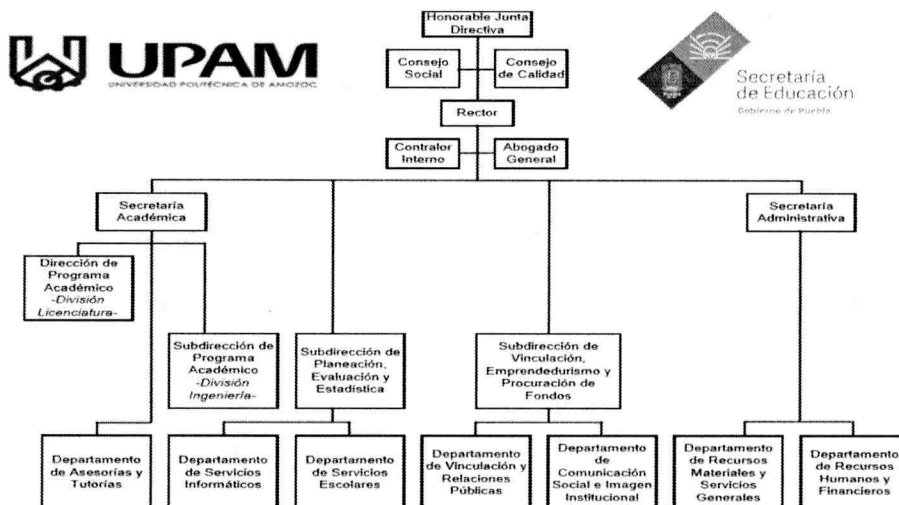 Honorable Junta
Directiva
UPAM
UNIVERSIDAD POLITÉCNICA DE AMOZOC
Consejo
Social
Consejo
de Calidad
Secretaría
de Educación
Gobierno de Puebla
Rector
Contralor
Interno
Abogado
General
Secretaría
Académica
Secretaría
Administrativa
Dirección de
Programa
Académico
-División
Licenciatura-
Subdirección de
Programa
Académico
-División
Ingeniería-
Subdirección de
Planeación,
Evaluación y
Estadística
Subdirección de
Vinculación,
Emprendedurismo y
Procuración de
Fondos
Departamento
de Asesorías y
Tutorías
Departamento
de Servicios
Informáticos
Departamento
de Servicios
Escolares
Departamento
de Vinculación y
Relaciones
Públicas
Departamento
de
Comunicación
Social e Imagen
Institucional
Departamento
de Recursos
Materiales y
Servicios
Generales
Departamento
de Recursos
Humanos y
Financieros